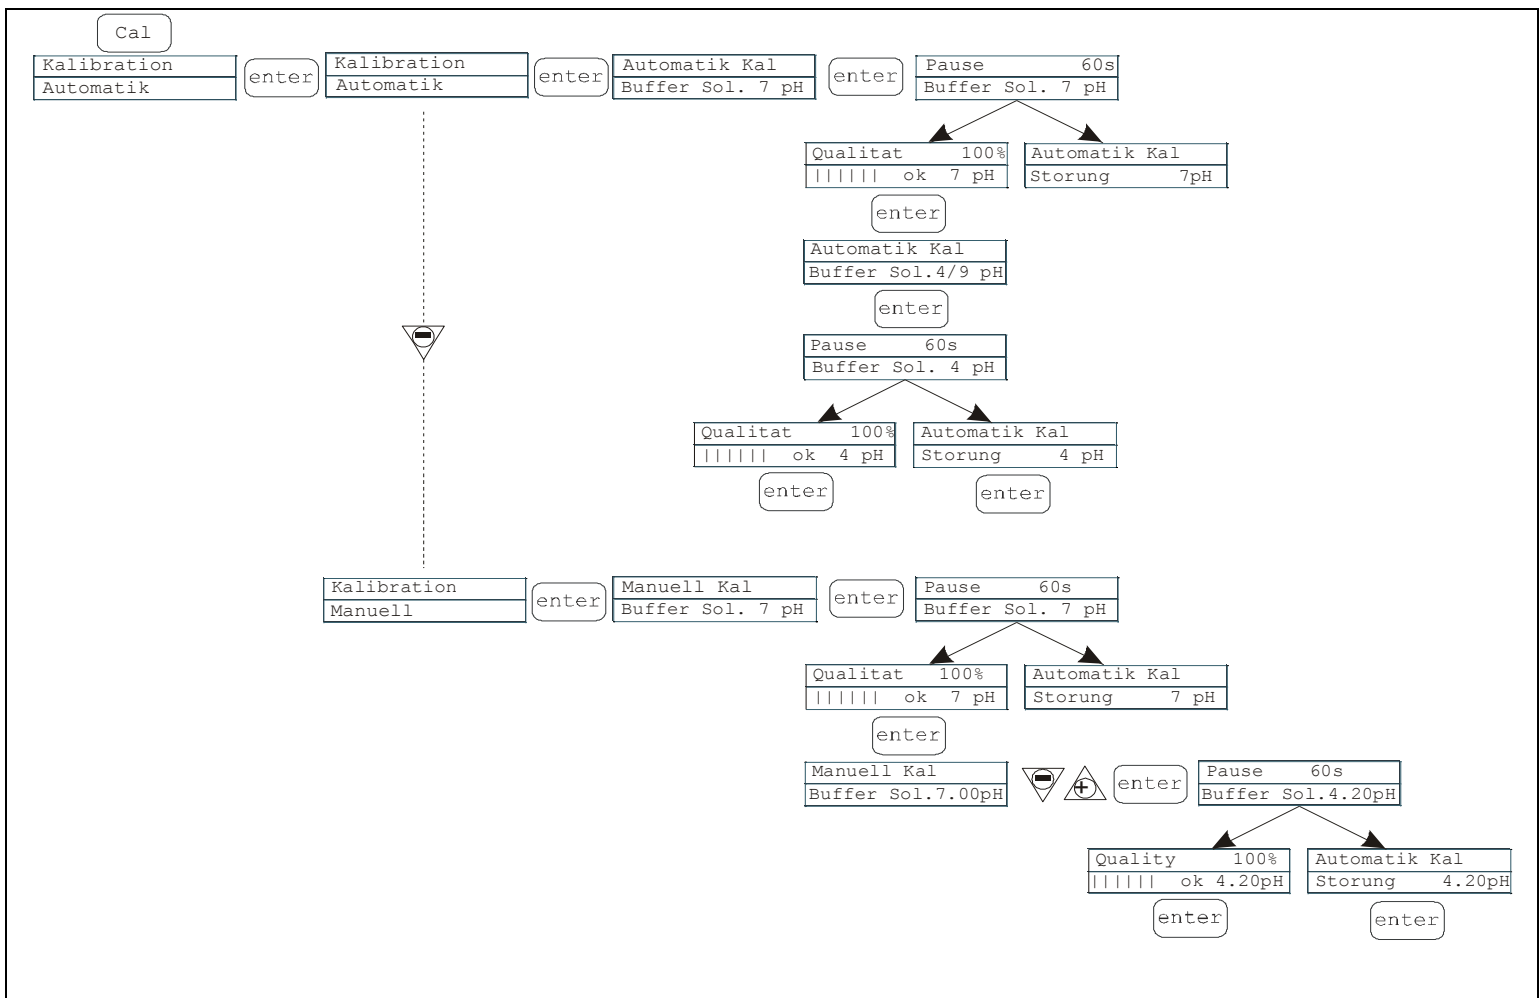 Cal
Kalibration
Automatik
enter
Kalibration
Automatik
enter
Automatik Kal
Buffer Sol. 7 pH
enter
Pause 60s
Buffer Sol. 7 pH
Qualitat 100%
|||||| ok 7 pH
Automatik Kal
Storung 7pH
enter
Automatik Kal
Buffer Sol.4/9 pH
enter
Pause 60s
Buffer Sol. 4 pH
Qualitat 100%
|||||| ok 4 pH
Automatik Kal
Storung 4 pH
enter
enter
Kalibration
Manuell
enter
Manuell Kal
Buffer Sol. 7 pH
enter
Pause 60s
Buffer Sol. 7 pH
Qualitat 100%
|||||| ok 7 pH
Automatik Kal
Storung 7 pH
enter
Manuell Kal
Buffer Sol.7.00pH
enter
Pause 60s
Buffer Sol.4.20pH
Quality 100%
|||||| ok 4.20pH
Automatik Kal
Storung 4.20pH
enter
enter